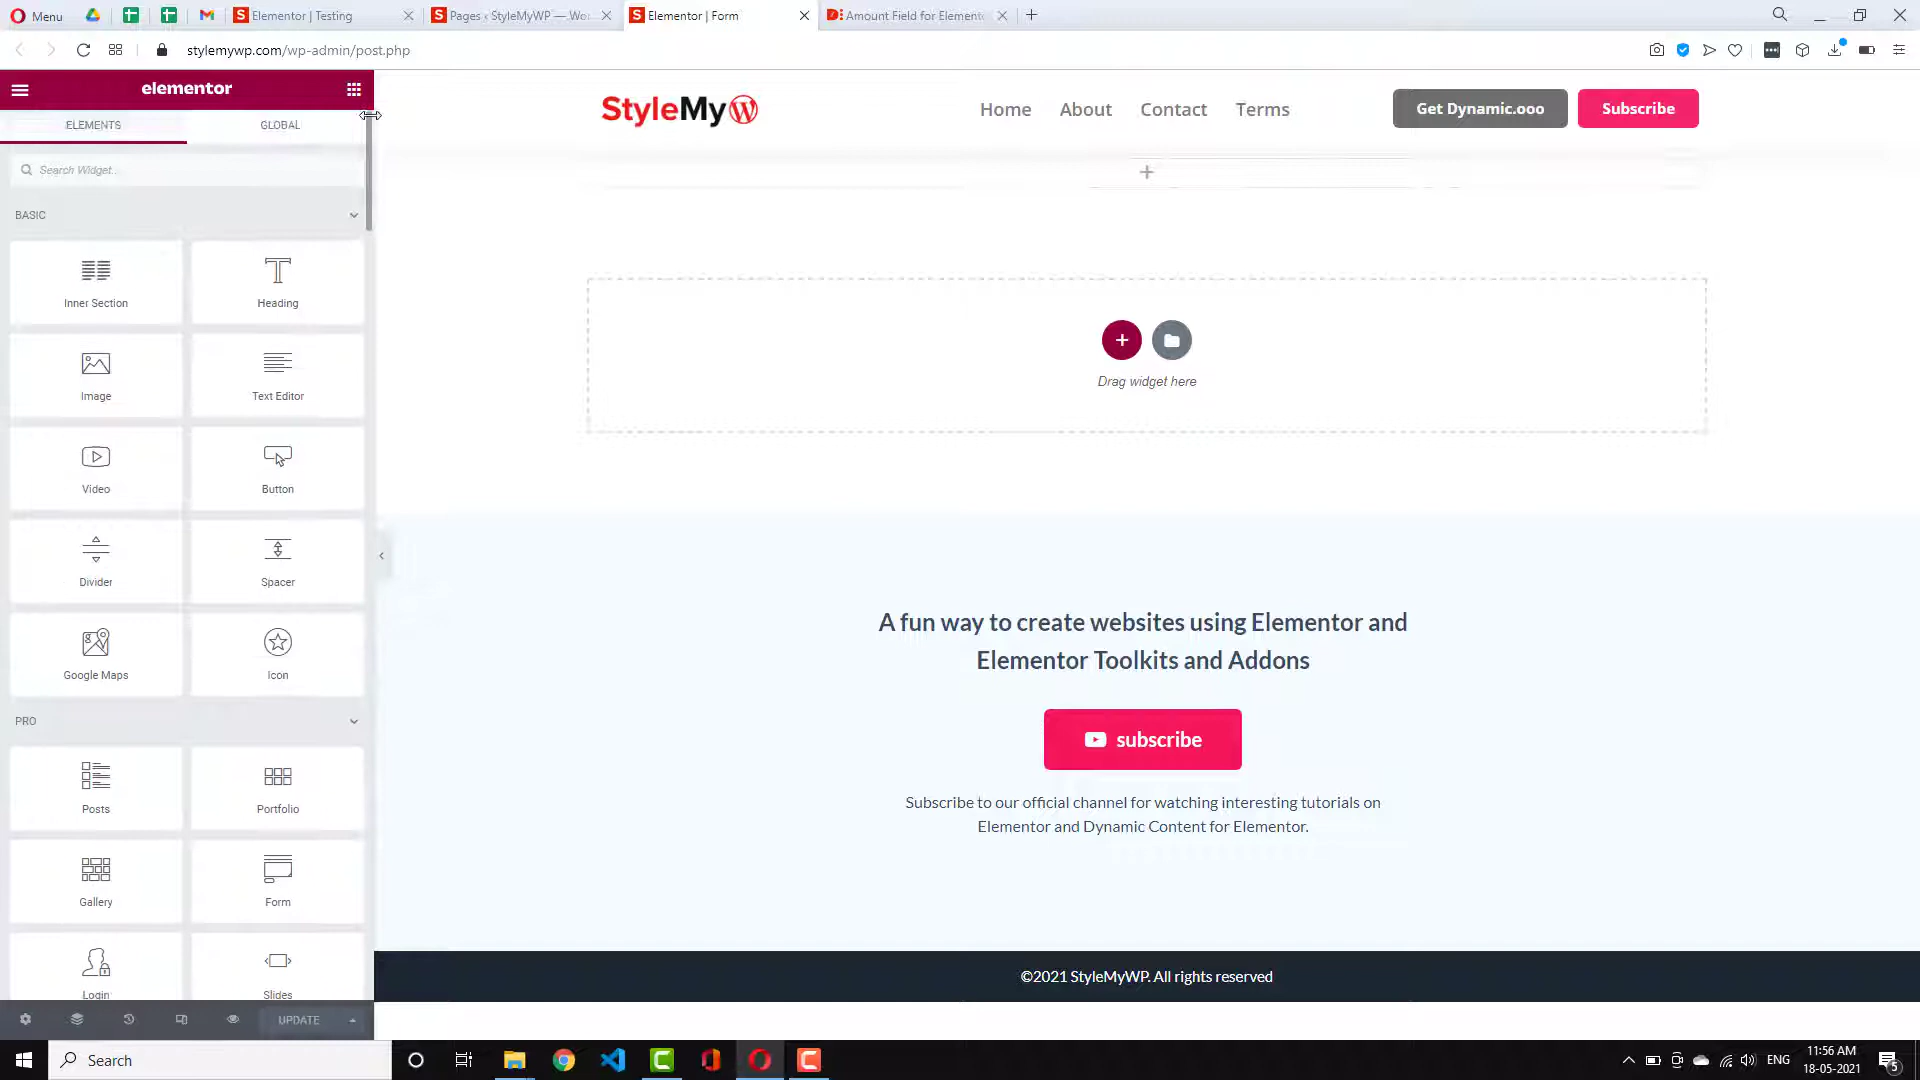 Menu
Elementor | Testing
Pages ‹ StyleMyWP — Wo
Elementor | Form
Amount Field for Elemento
stylemywp.com/wp-admin/post.php
elementor
ELEMENTS
GLOBAL
Search Widget..
BASIC
Inner Section
Heading
Image
Text Editor
Video
Button
Divider
Spacer
Google Maps
Icon
PRO
Posts
Portfolio
Gallery
Form
Login
Slides
UPDATE
StyleMyW
Home
About
Contact
Terms
Get Dynamic.ooo
Subscribe
Drag widget here
A fun way to create websites using Elementor and
Elementor Toolkits and Addons
subscribe
Subscribe to our official channel for watching interesting tutorials on
Elementor and Dynamic Content for Elementor.
©2021 StyleMyWP. All rights reserved
Search
ENG
11:56 AM
18-05-2021
5